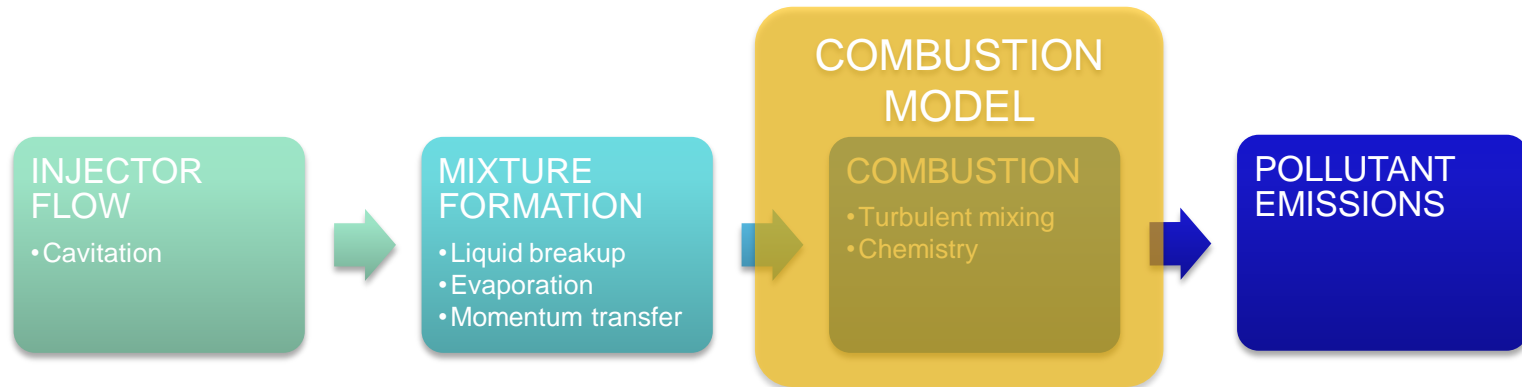 INJECTOR
FLOW
•Cavitation
MIXTURE
FORMATION
•Liquid breakup
•Evaporation
•Momentum transfer
COMBUSTION
MODEL
COMBUSTION
•Turbulent mixing
•Chemistry
POLLUTANT
EMISSIONS